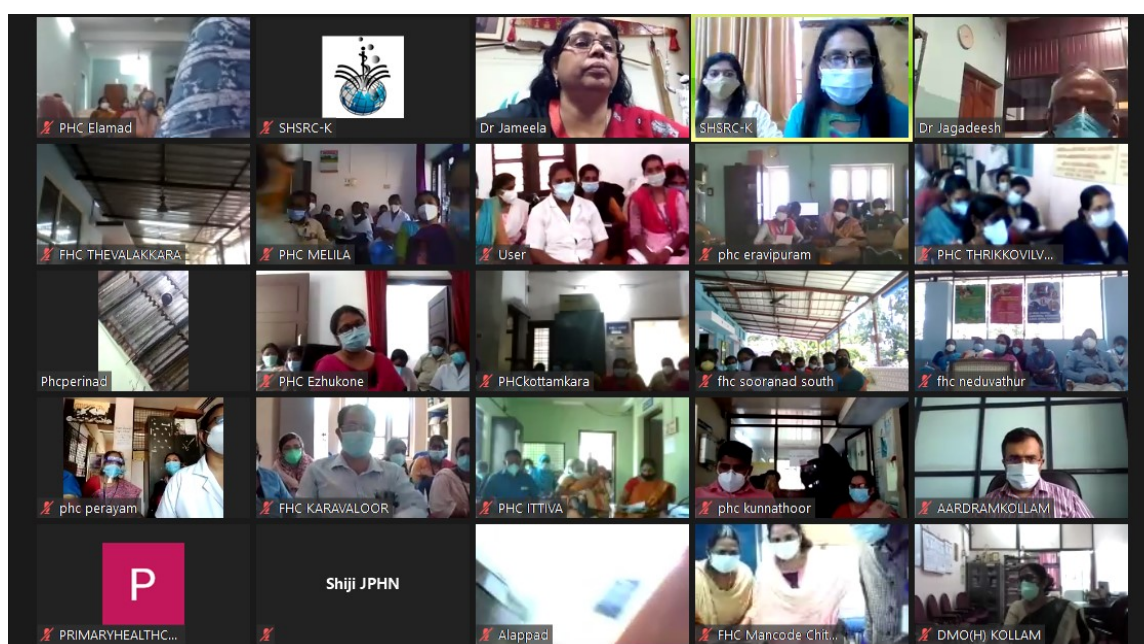 PHC Elamad
SHSRC-K
Dr Jameela
SHSRC-K
Dr Jagadeesh
FHC THEVALAKKARA
PHC MELILA
User
phc eravipuram
PHC THRIKKOVILV...
Phcperinad
PHC Ezhukone
PHCkottamkara
fhc sooranad south
fhc neduvathur
phc perayam
FHC KARAVALOOR
PHC ITTIVA
phc kunnathoor
AARDRAMKOLLAM
P
PRIMARYHEALTHC...
Shiji JPHN
Alappad
FHC Mancode Chit...
DMO(H) KOLLAM